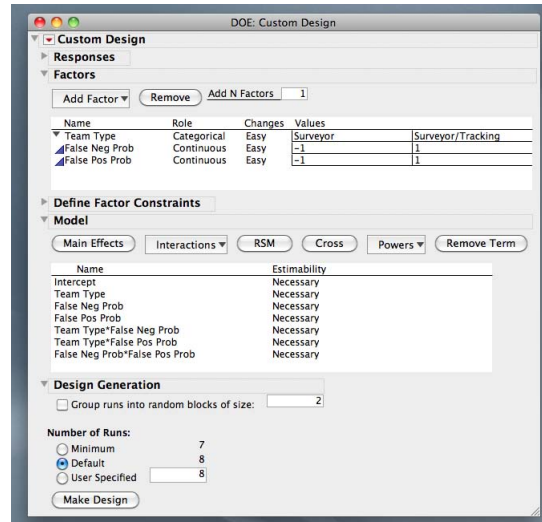 DOE: Custom Design
Custom Design
Responses
Factors
Add Factor Remove Add N Factors 1
Name Role Changes Values
Team Type Categorical Easy Surveyor Surveyor/Tracking
False Neg Prob Continuous Easy -1 1
False Pos Prob Continuous Easy -1 1
Define Factor Constraints
Model
Main Effects Interactions RSM Cross Powers Remove Term
Name Estimability
Intercept Necessary
Team Type Necessary
False Neg Prob Necessary
False Pos Prob Necessary
Team Type*False Neg Prob Necessary
Team Type*False Pos Prob Necessary
False Neg Prob*False Pos Prob Necessary
Design Generation
Group runs into random blocks of size: 2
Number of Runs:
Minimum 7
Default 8
User Specified 8
Make Design